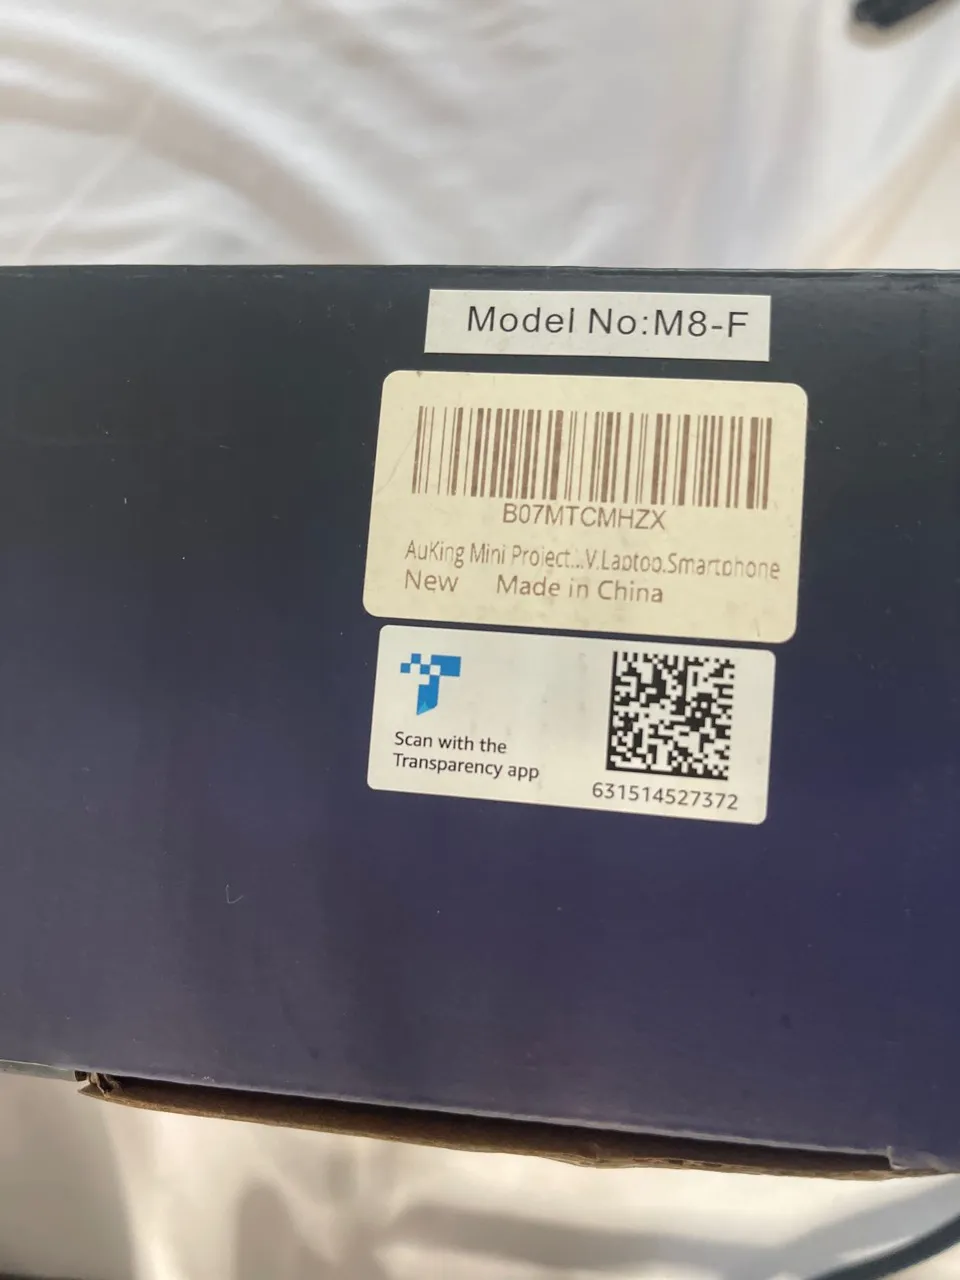 Model No:M8-F
B07MTCMHZX
AuKing Mini Project...V,Laptop,Smartphone
New Made in China
Scan with the
Transparency app
631514527372